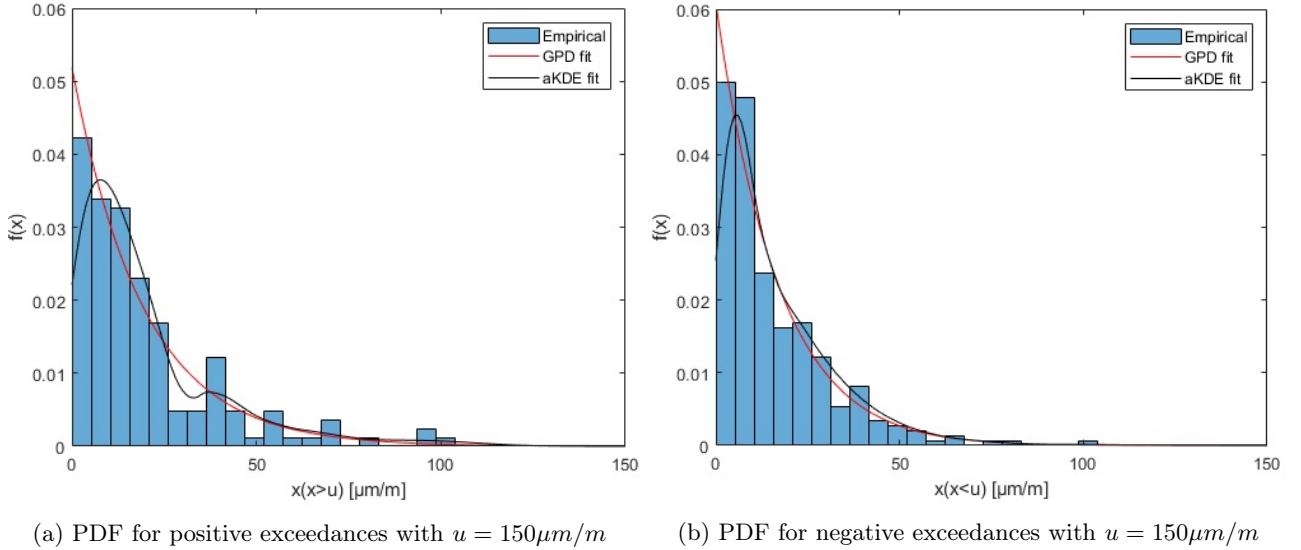 0.06
0.05
0.04
0.03
0.02
0.01
0
f(x)
0
50
100
150
x(x>u) [µm/m]
Empirical
GPD fit
aKDE fit
(a) PDF for positive exceedances with u = 150µm/m
0.06
0.05
0.04
0.03
0.02
0.01
0
f(x)
0
50
100
150
x(x<u) [µm/m]
Empirical
GPD fit
aKDE fit
(b) PDF for negative exceedances with u = 150µm/m